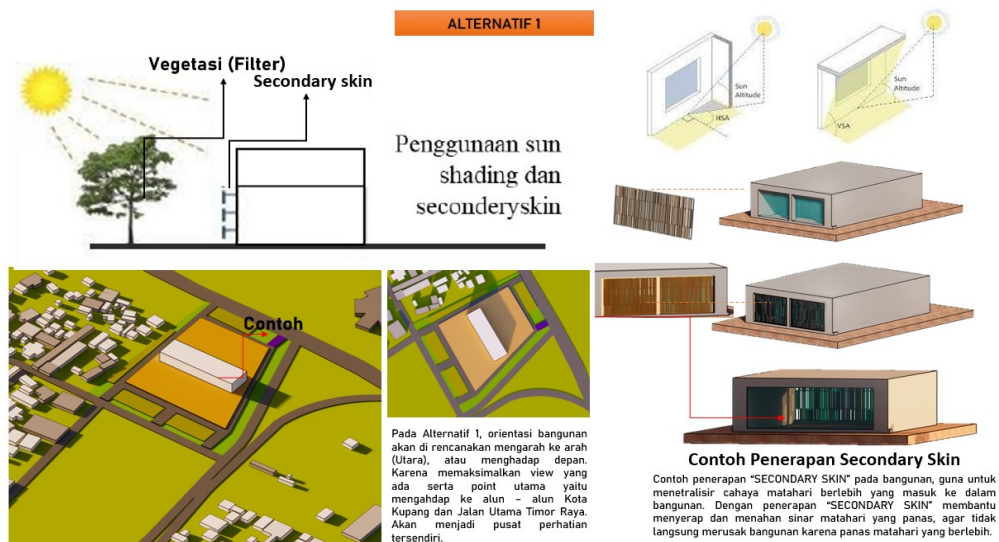 ALTERNATIF 1
Vegetasi (Filter)
Secondary skin
Penggunaan sun
shading dan
seconderyskin
Sun
Altitude
HSA
Sun
Altitude
VSA
Contoh
Pada Alternatif 1, orientasi bangunan
akan di rencanakan mengarah ke arah
(Utara), atau menghadap depan.
Karena memaksimalkan view yang
ada serta point utama yaitu
mengahdap ke alun – alun Kota
Kupang dan Jalan Utama Timor Raya.
Akan menjadi pusat perhatian
tersendiri.
Contoh Penerapan Secondary Skin
Contoh penerapan “SECONDARY SKIN” pada bangunan, guna untuk
menetralisir cahaya matahari berlebih yang masuk ke dalam
bangunan. Dengan penerapan “SECONDARY SKIN” membantu
menyerap dan menahan sinar matahari yang panas, agar tidak
langsung merusak bangunan karena panas matahari yang berlebih.